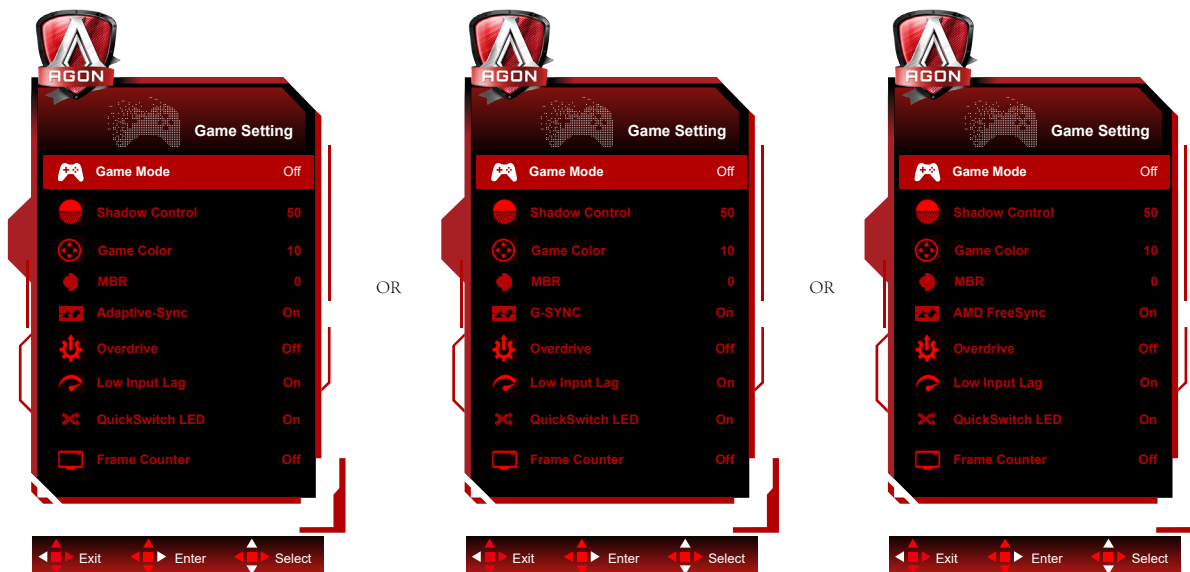 AGON
Game Setting
Game Mode Off
Shadow Control 50
Game Color 10
MBR 0
Adaptive-Sync On
Overdrive Off
Low Input Lag On
QuickSwitch LED On
Frame Counter Off
Exit Enter Select
OR
AGON
Game Setting
Game Mode Off
Shadow Control 50
Game Color 10
MBR 0
G-SYNC On
Overdrive Off
Low Input Lag On
QuickSwitch LED On
Frame Counter Off
Exit Enter Select
OR
AGON
Game Setting
Game Mode Off
Shadow Control 50
Game Color 10
MBR 0
AMD FreeSync On
Overdrive Off
Low Input Lag On
QuickSwitch LED On
Frame Counter Off
Exit Enter Select